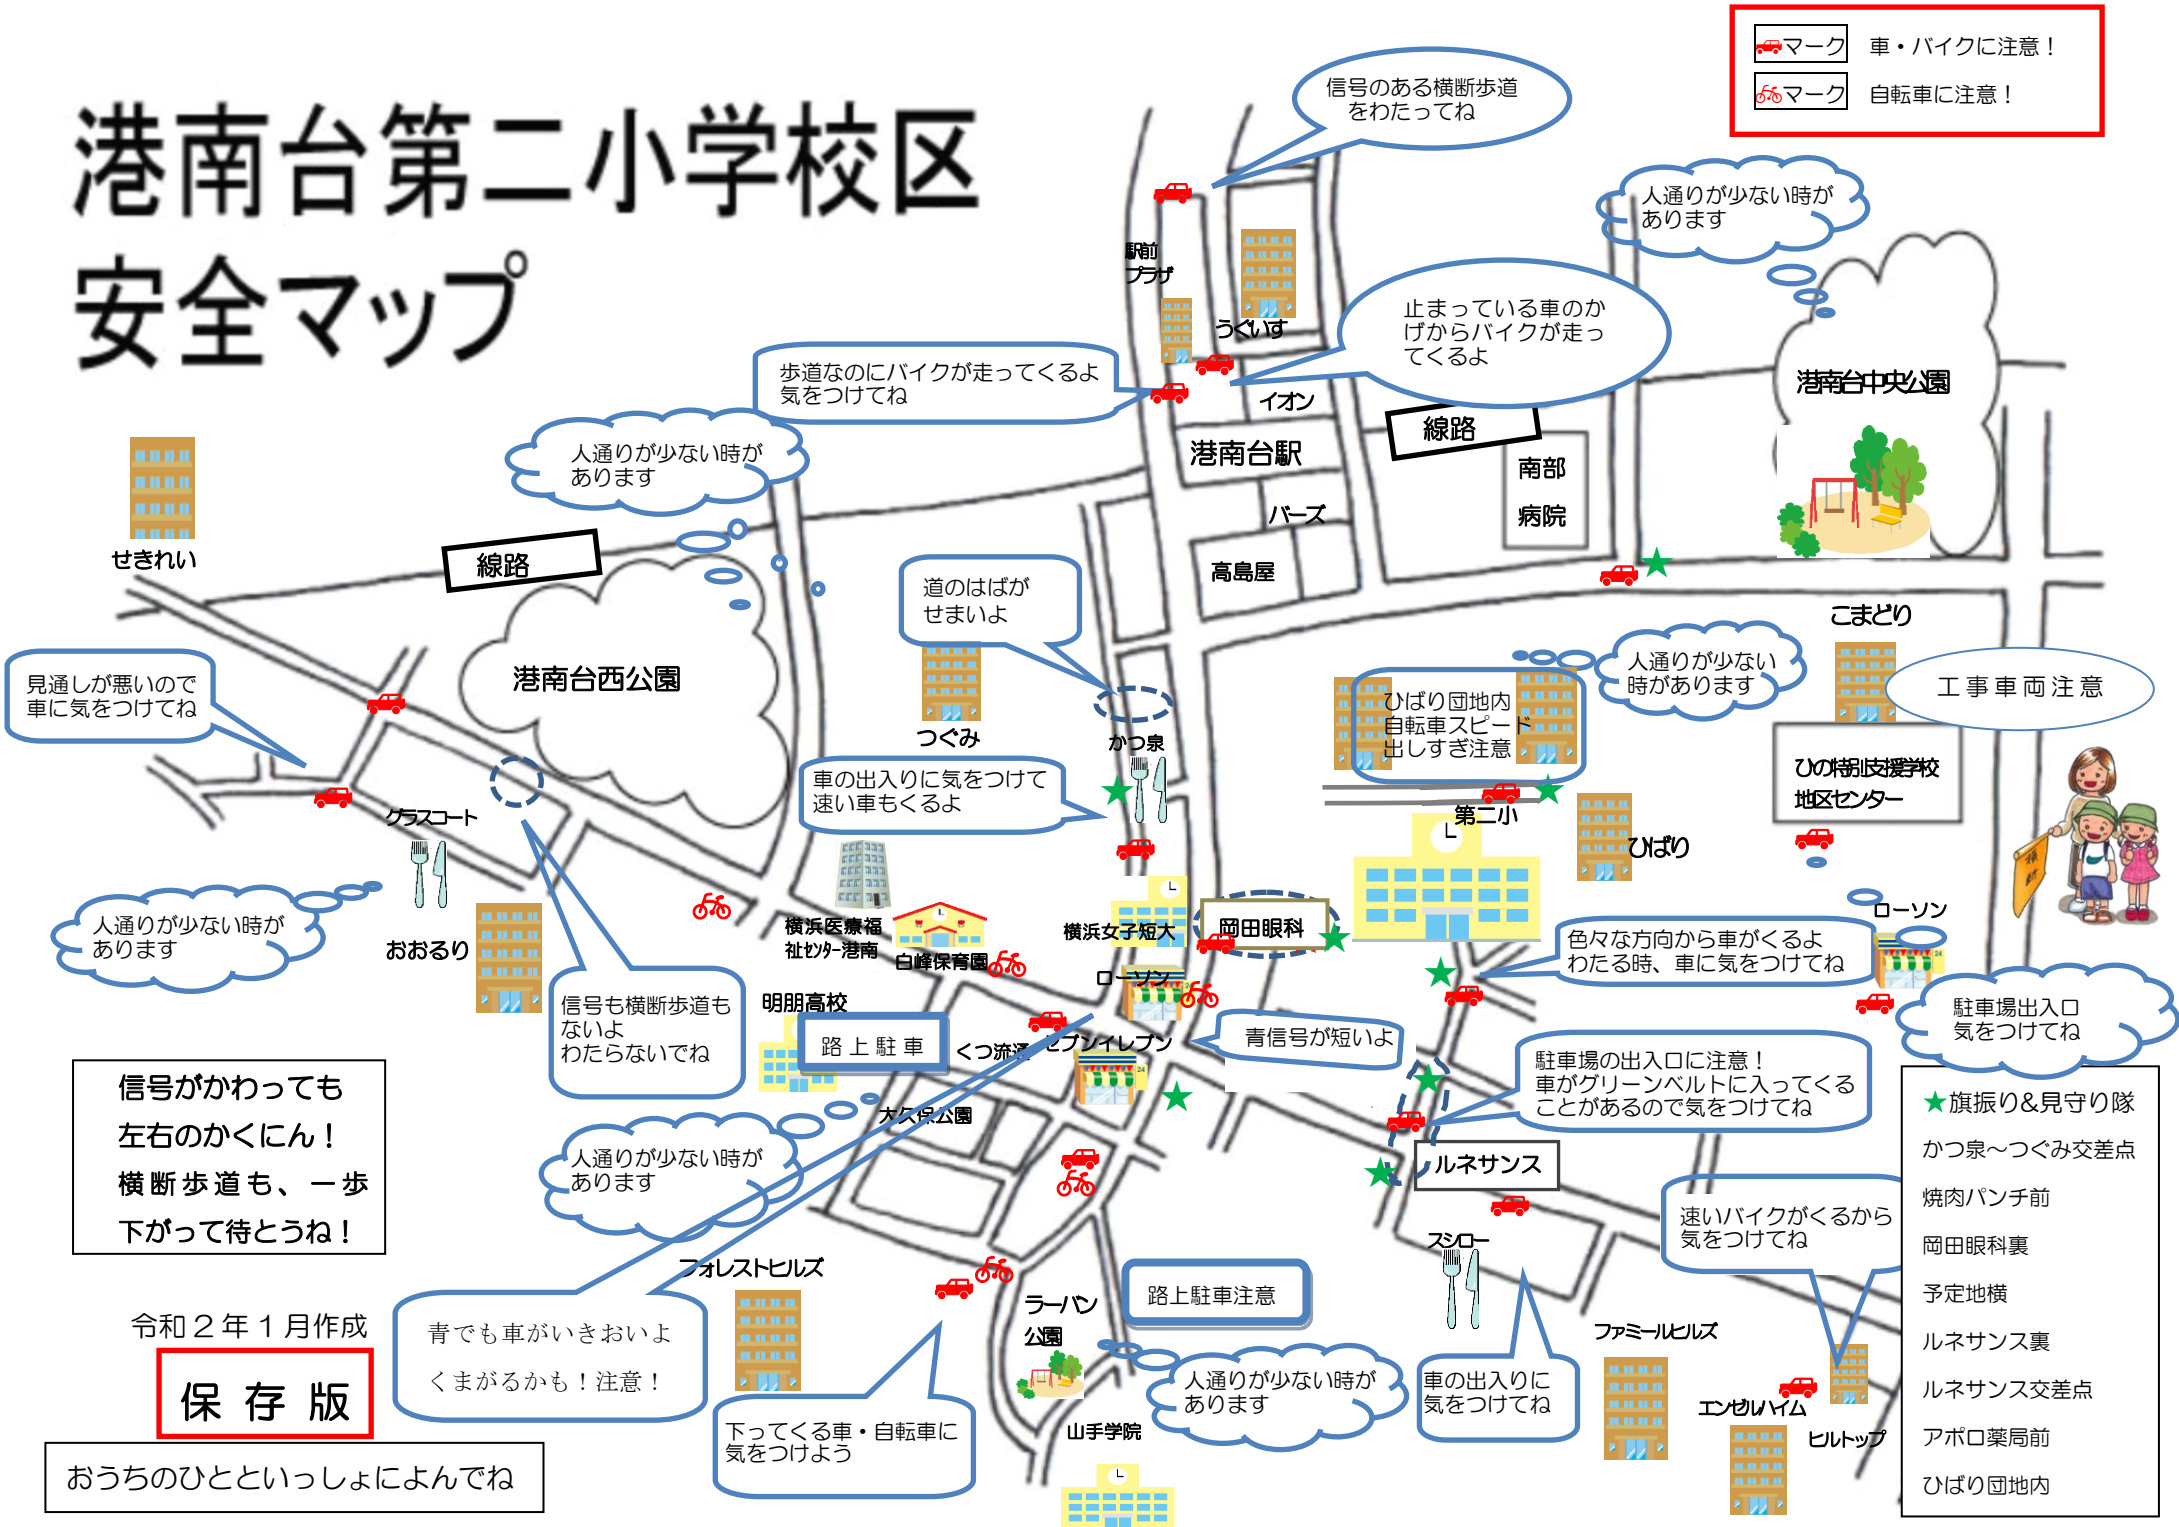 港南台第二小学校区
安全マップ
マーク 車・バイクに注意！
マーク 自転車に注意！
信号のある横断歩道
をわたってね
人通りが少ない時が
あります
駅前
プラザ
うぐいす
止まっている車のか
げからバイクが走っ
てくるよ
歩道なのにバイクが走ってくるよ
気をつけてね
イオン
港南台中央公園
線路
港南台駅
南部
病院
人通りが少ない時が
あります
バーズ
せきれい
線路
高島屋
道のはばが
せまいよ
こまどり
人通りが少ない
時があります
工事車両注意
見通しが悪いので
車に気をつけてね
港南台西公園
ひばり団地内
自転車スピード
出しすぎ注意
つぐみ
かつ泉
ひの特別支援学校
地区センター
車の出入りに気をつけて
速い車もくるよ
グラスコート
第二小
ひばり
人通りが少ない時が
あります
おおるり
横浜医療福
祉センター港南
白峰保育園
横浜女子短大
岡田眼科
ローソン
色々な方向から車がくるよ
わたる時、車に気をつけてね
ローソン
信号も横断歩道も
ないよ
わたらないでね
明朋高校
路上駐車
くつ流通
セブンイレブン
青信号が短いよ
駐車場出入口
気をつけてね
駐車場の出入口に注意！
車がグリーンベルトに入ってくる
ことがあるので気をつけてね
信号がかわっても
左右のかくにん！
横断歩道も、一歩
下がって待とうね！
大久保公園
人通りが少ない時が
あります
ルネサンス
スシロー
速いバイクがくるから
気をつけてね
★旗振り&見守り隊
かつ泉～つぐみ交差点
焼肉パンチ前
岡田眼科裏
予定地横
ルネサンス裏
ルネサンス交差点
アポロ薬局前
ひばり団地内
フォレストヒルズ
令和２年１月作成
保存版
おうちのひとといっしょによんでね
青でも車がいきおいよ
くまがるかも！注意！
ラーバン
公園
路上駐車注意
人通りが少ない時が
あります
下ってくる車・自転車に
気をつけよう
山手学院
車の出入りに
気をつけてね
ファミールヒルズ
エンゼルハイム
ヒルトップ